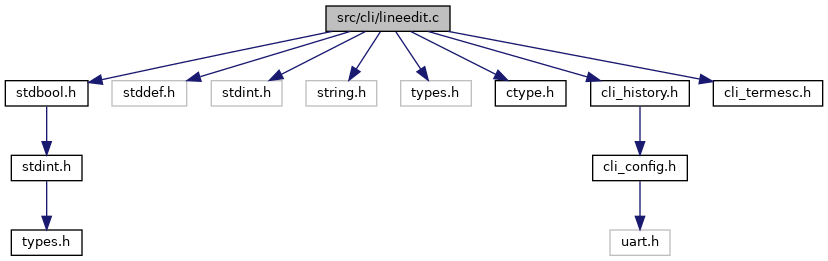 src/cli/lineedit.c
stdbool.h
stddef.h
stdint.h
string.h
types.h
ctype.h
cli_history.h
cli_termesc.h
stdint.h
cli_config.h
types.h
uart.h